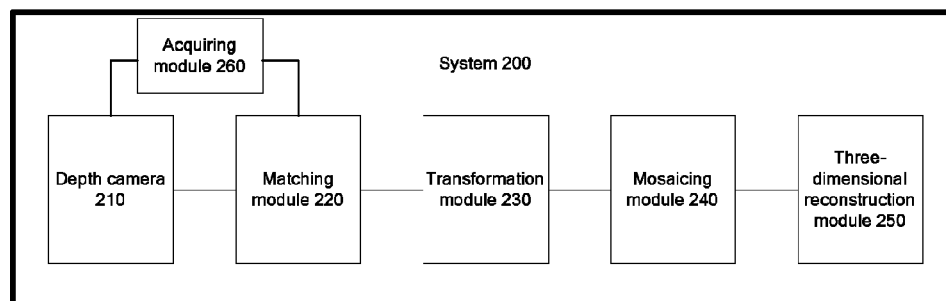 Acquiring
module 260
System 200
Depth camera
210
Matching
module 220
Transformation
module 230
Mosaicing
module 240
Three-
dimensional
reconstruction
module 250